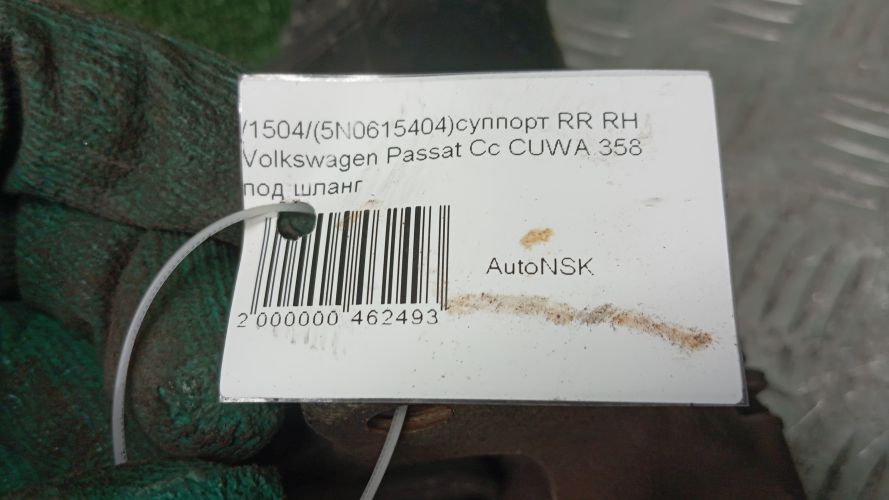 /1504/(5N0615404)суппорт RR RH
Volkswagen Passat Cc CUWA 358
под шланг
AutoNSK
2 000000 462493